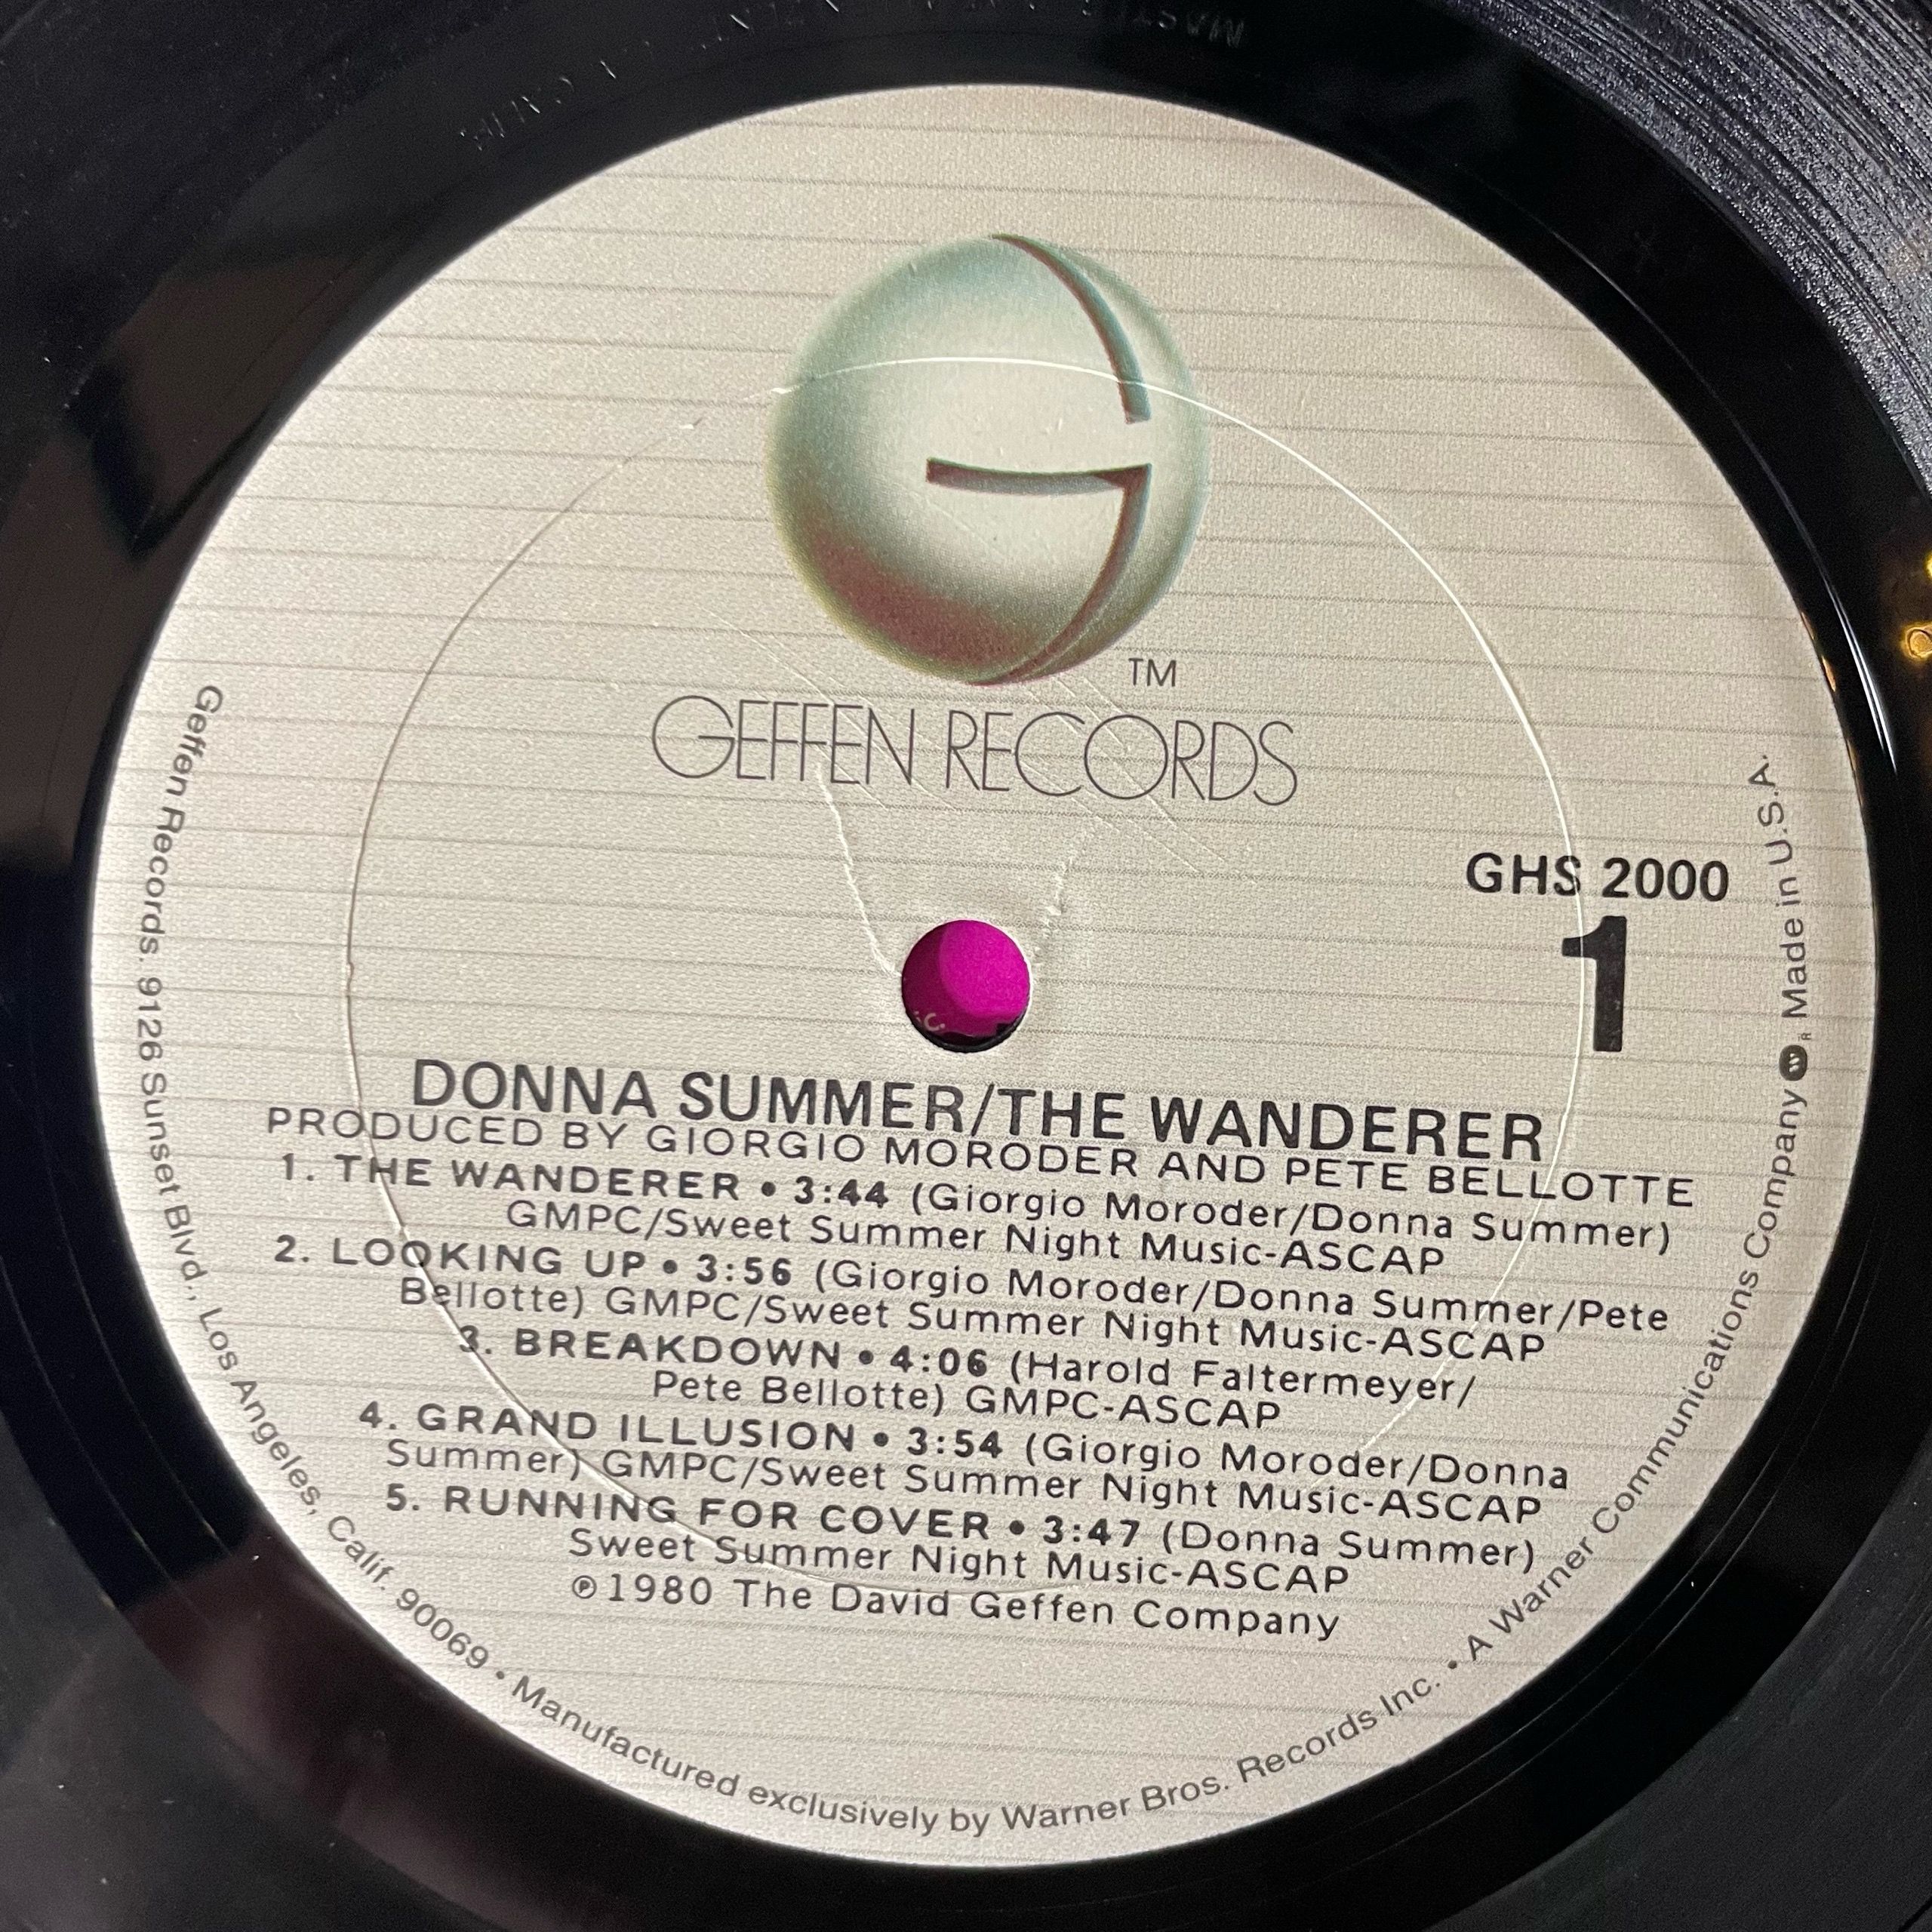 TM
GEFFEN RECORDS
GHS 2000
1
DONNA SUMMER/THE WANDERER
PRODUCED BY GIORGIO MORODER AND PETE BELLOTTE
1. THE WANDERER • 3:44 (Giorgio Moroder/Donna Summer)
GMPC/Sweet Summer Night Music-ASCAP
2. LOOKING UP • 3:56 (Giorgio Moroder/Donna Summer/Pete
Bellotte) GMPC/Sweet Summer Night Music-ASCAP
3. BREAKDOWN • 4:06 (Harold Faltermeyer/
Pete Bellotte) GMPC-ASCAP
4. GRAND ILLUSION • 3:54 (Giorgio Moroder/Donna
Summer) GMPC/Sweet Summer Night Music-ASCAP
5. RUNNING FOR COVER • 3:47 (Donna Summer)
Sweet Summer Night Music-ASCAP
℗1980 The David Geffen Company
Geffen Records. 9126 Sunset Blvd., Los Angeles, Calif. 90069 • Manufactured exclusively by Warner Bros. Records Inc. • A Warner Communications Company R Made in U.S.A.